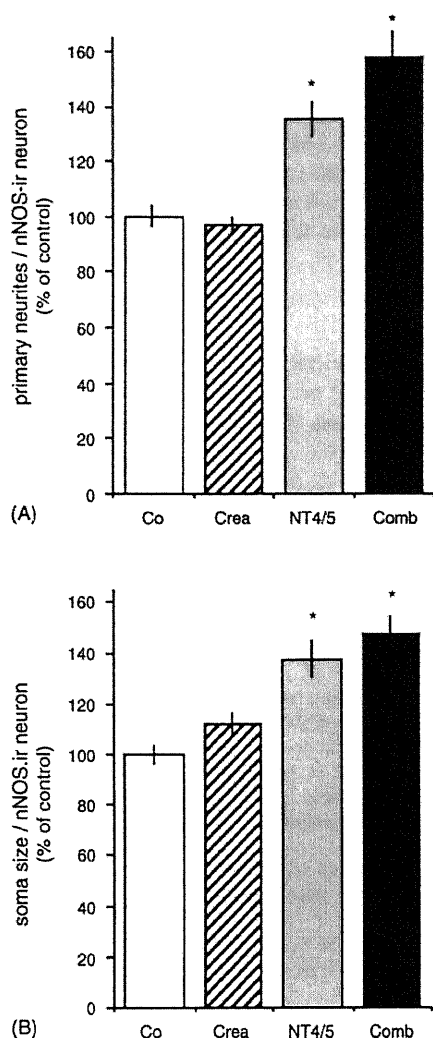 primary neurites / nNOS-ir neuron
(% of control)
160
140
120
100
80
60
40
20
0
*
*
(A)
Co Crea NT4/5 Comb
soma size / nNOS.ir neuron
(% of control)
160
140
120
100
80
60
40
20
0
*
*
(B)
Co Crea NT4/5 Comb